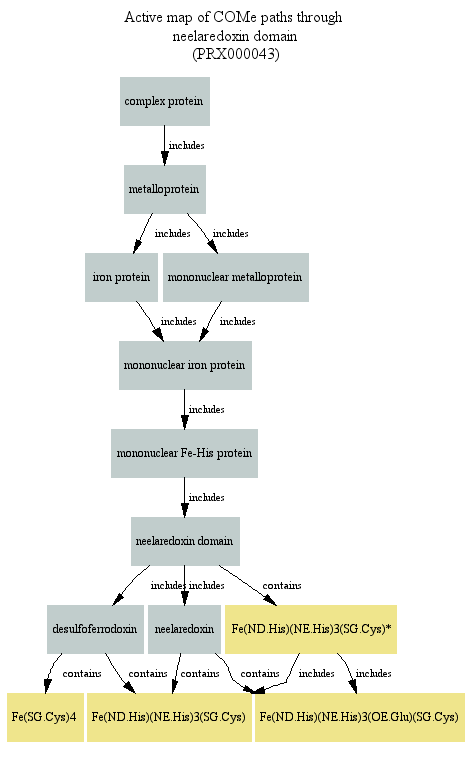 Active map of COMe paths through
neelaredoxin domain
(PRX000043)
complex protein
includes
metalloprotein
includes includes
iron protein mononuclear metalloprotein
includes includes
mononuclear iron protein
includes
mononuclear Fe-His protein
includes
neelaredoxin domain
includes includes contains
desulfoferrodoxin neelaredoxin Fe(ND.His)(NE.His)3(SG.Cys)*
contains contains contains contains includes includes
Fe(SG.Cys)4 Fe(ND.His)(NE.His)3(SG.Cys) Fe(ND.His)(NE.His)3(OE.Glu)(SG.Cys)